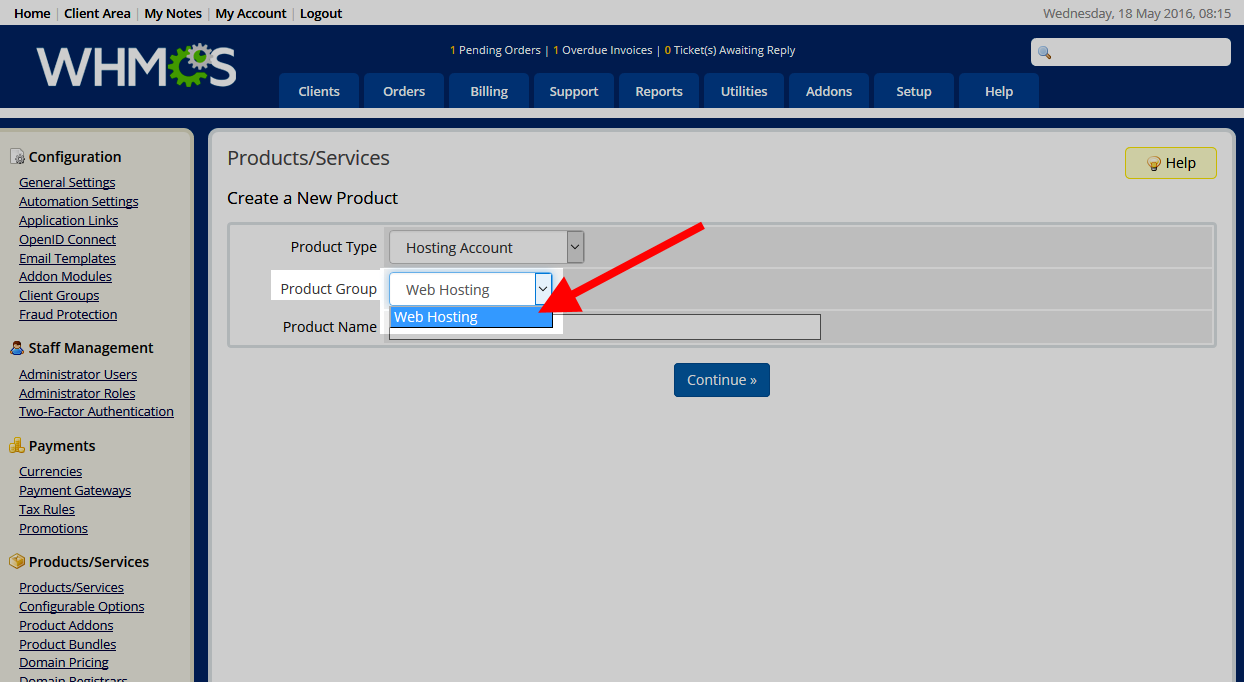 Home | Client Area | My Notes | My Account | Logout
Wednesday, 18 May 2016, 08:15
WHMCS
1 Pending Orders | 1 Overdue Invoices | 0 Ticket(s) Awaiting Reply
Clients Orders Billing Support Reports Utilities Addons Setup Help
Configuration
General Settings
Automation Settings
Application Links
OpenID Connect
Email Templates
Addon Modules
Client Groups
Fraud Protection
Staff Management
Administrator Users
Administrator Roles
Two-Factor Authentication
Payments
Currencies
Payment Gateways
Tax Rules
Promotions
Products/Services
Products/Services
Configurable Options
Product Addons
Product Bundles
Domain Pricing
Domain Registrars
Products/Services
Help
Create a New Product
Product Type Hosting Account
Product Group Web Hosting
Web Hosting
Product Name
Continue »